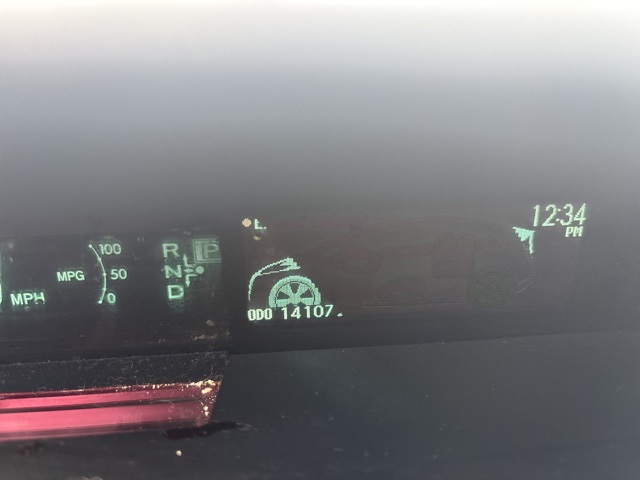 12:34
PM
E
100
R P
MPG 50 N
MPH 0 D
ODO 14107.